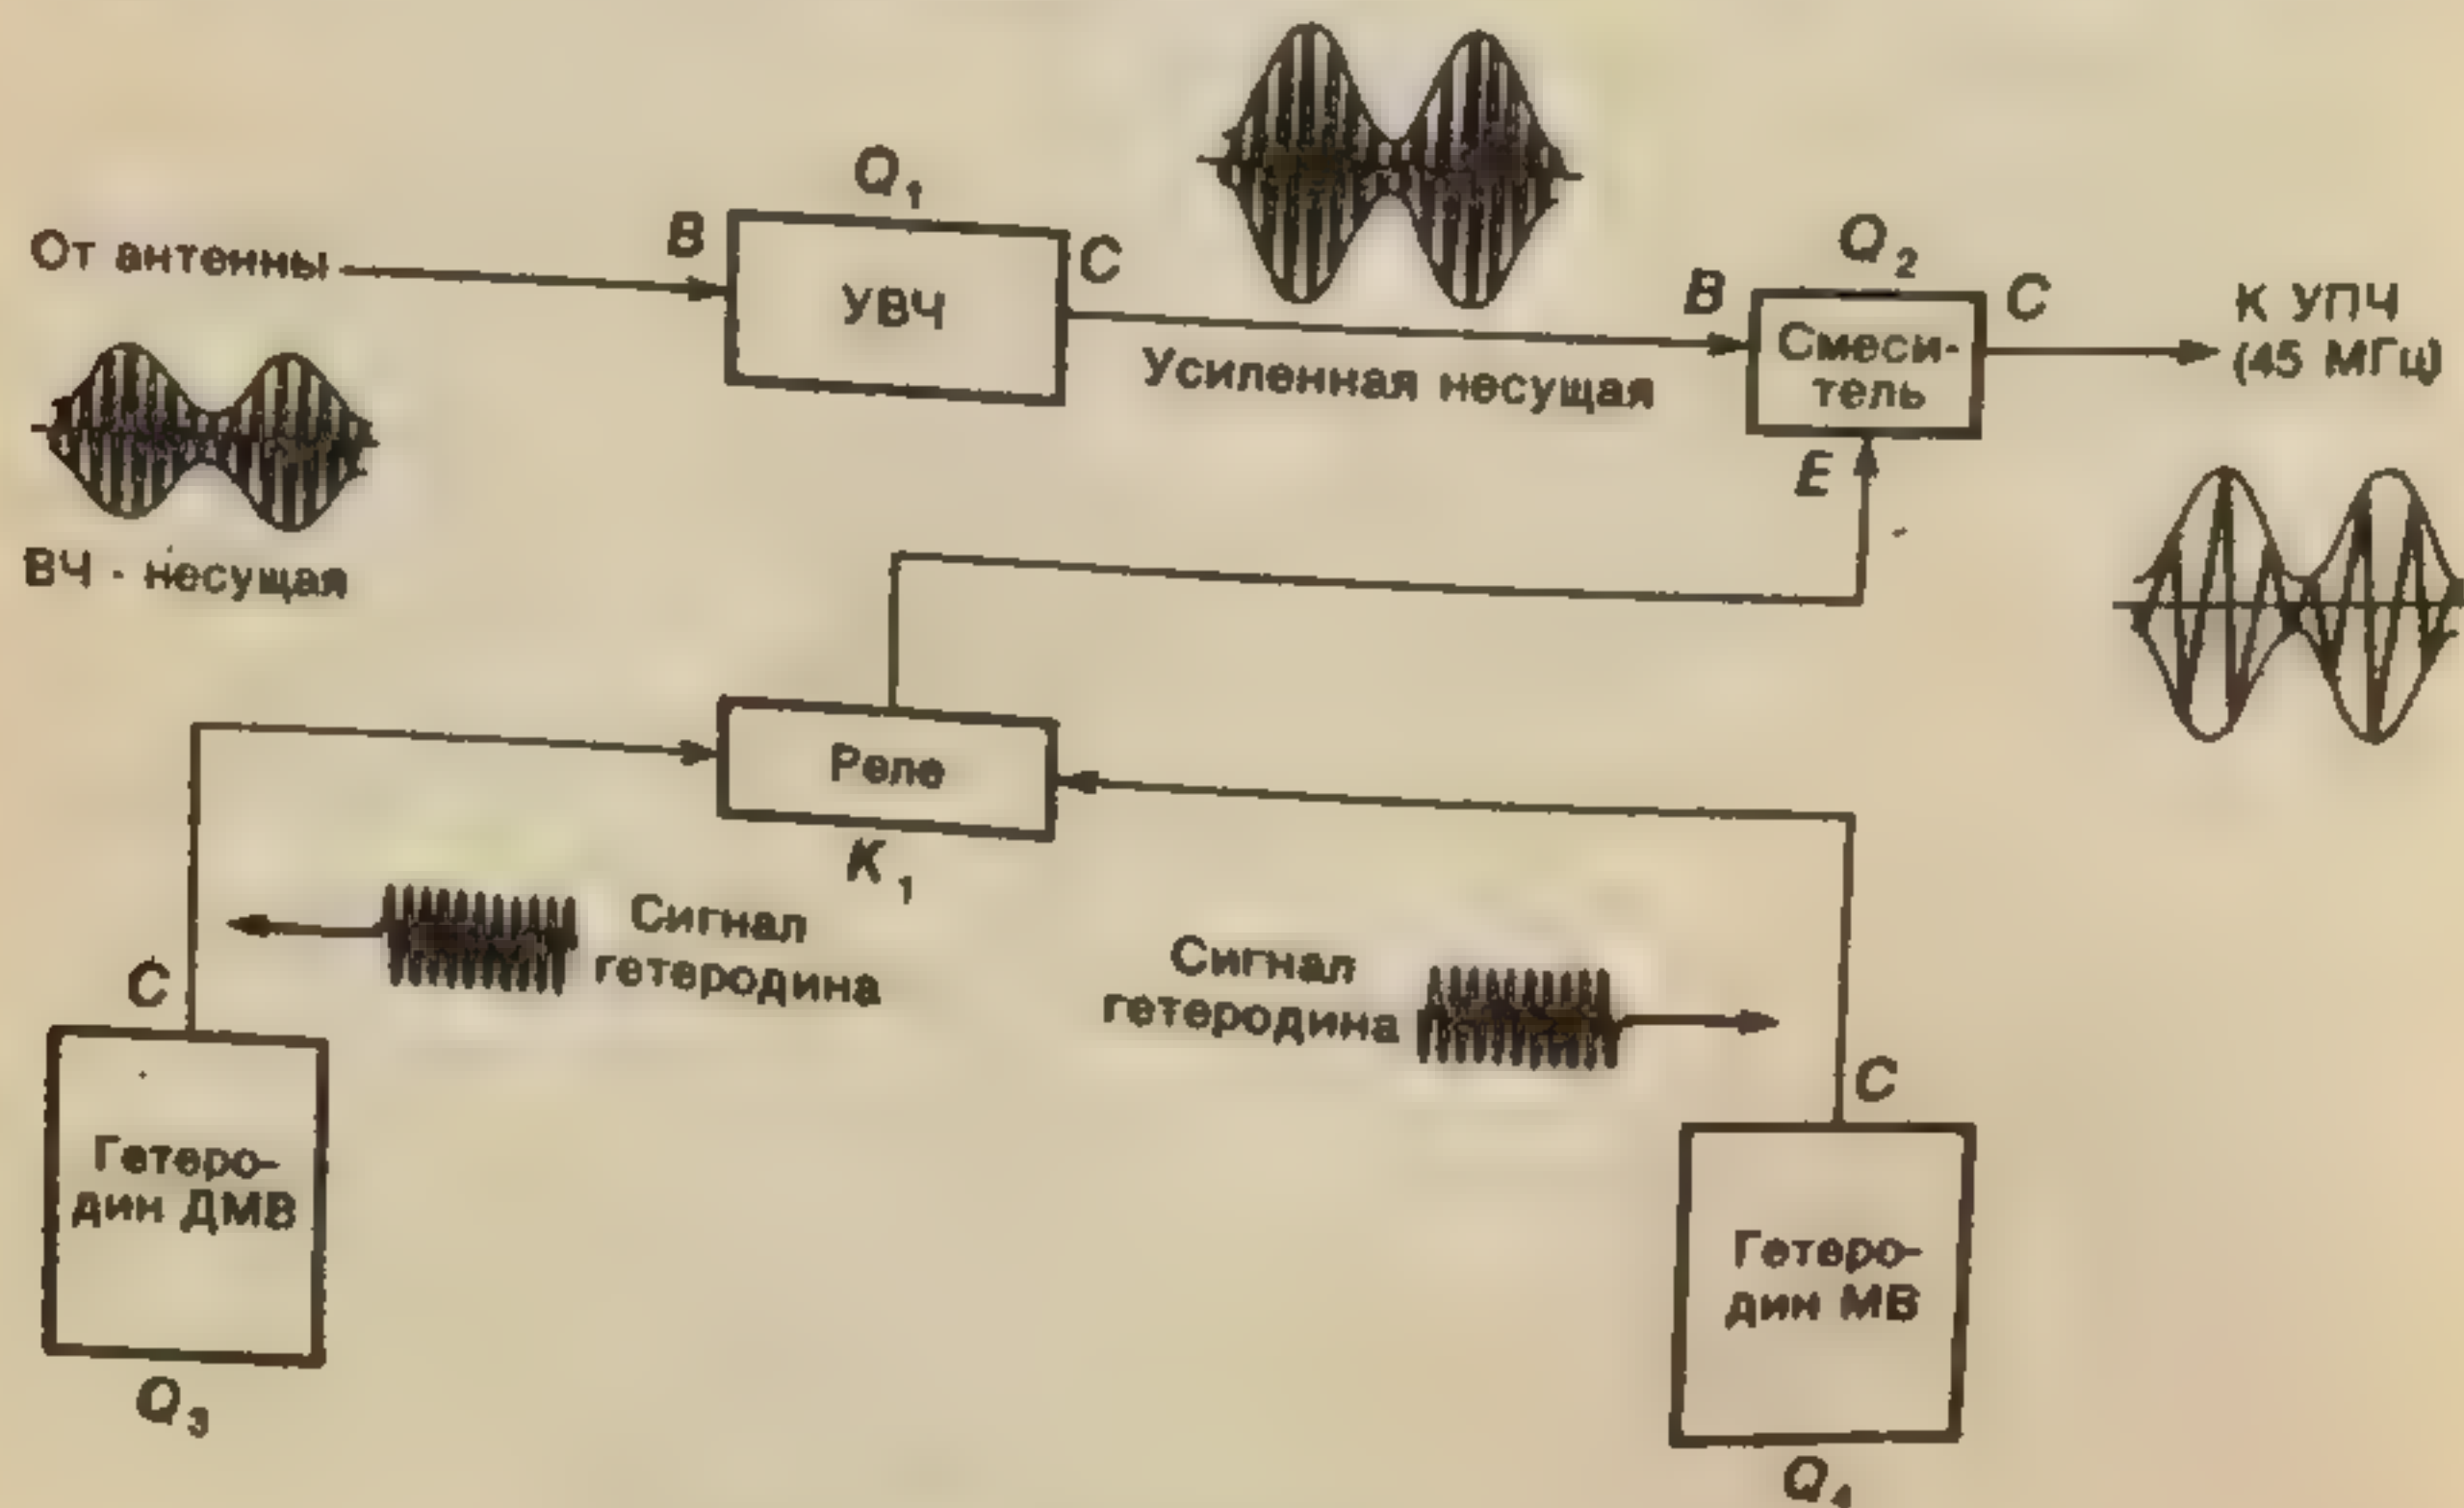 Q1
От антенны
B
УВЧ
C
Усиленная несущая
Q2
B
Смеси-
тель
C
E
К УПЧ
(45 МГц)
ВЧ - несущая
Реле
K1
Сигнал
гетеродина
C
Гетеро-
дин ДМВ
Q3
Сигнал
гетеродина
C
Гетеро-
дин МВ
Q4